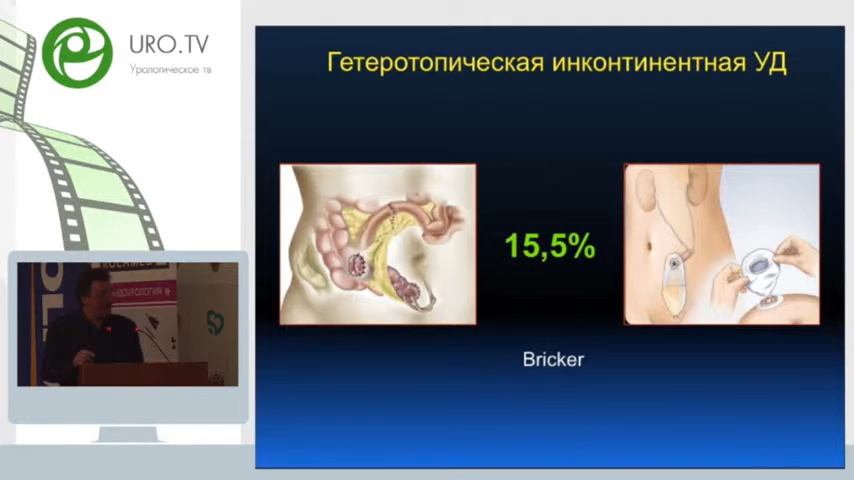 URO.TV
Урологическое тв
Гетеротопическая инконтинентная УД
15,5%
Bricker